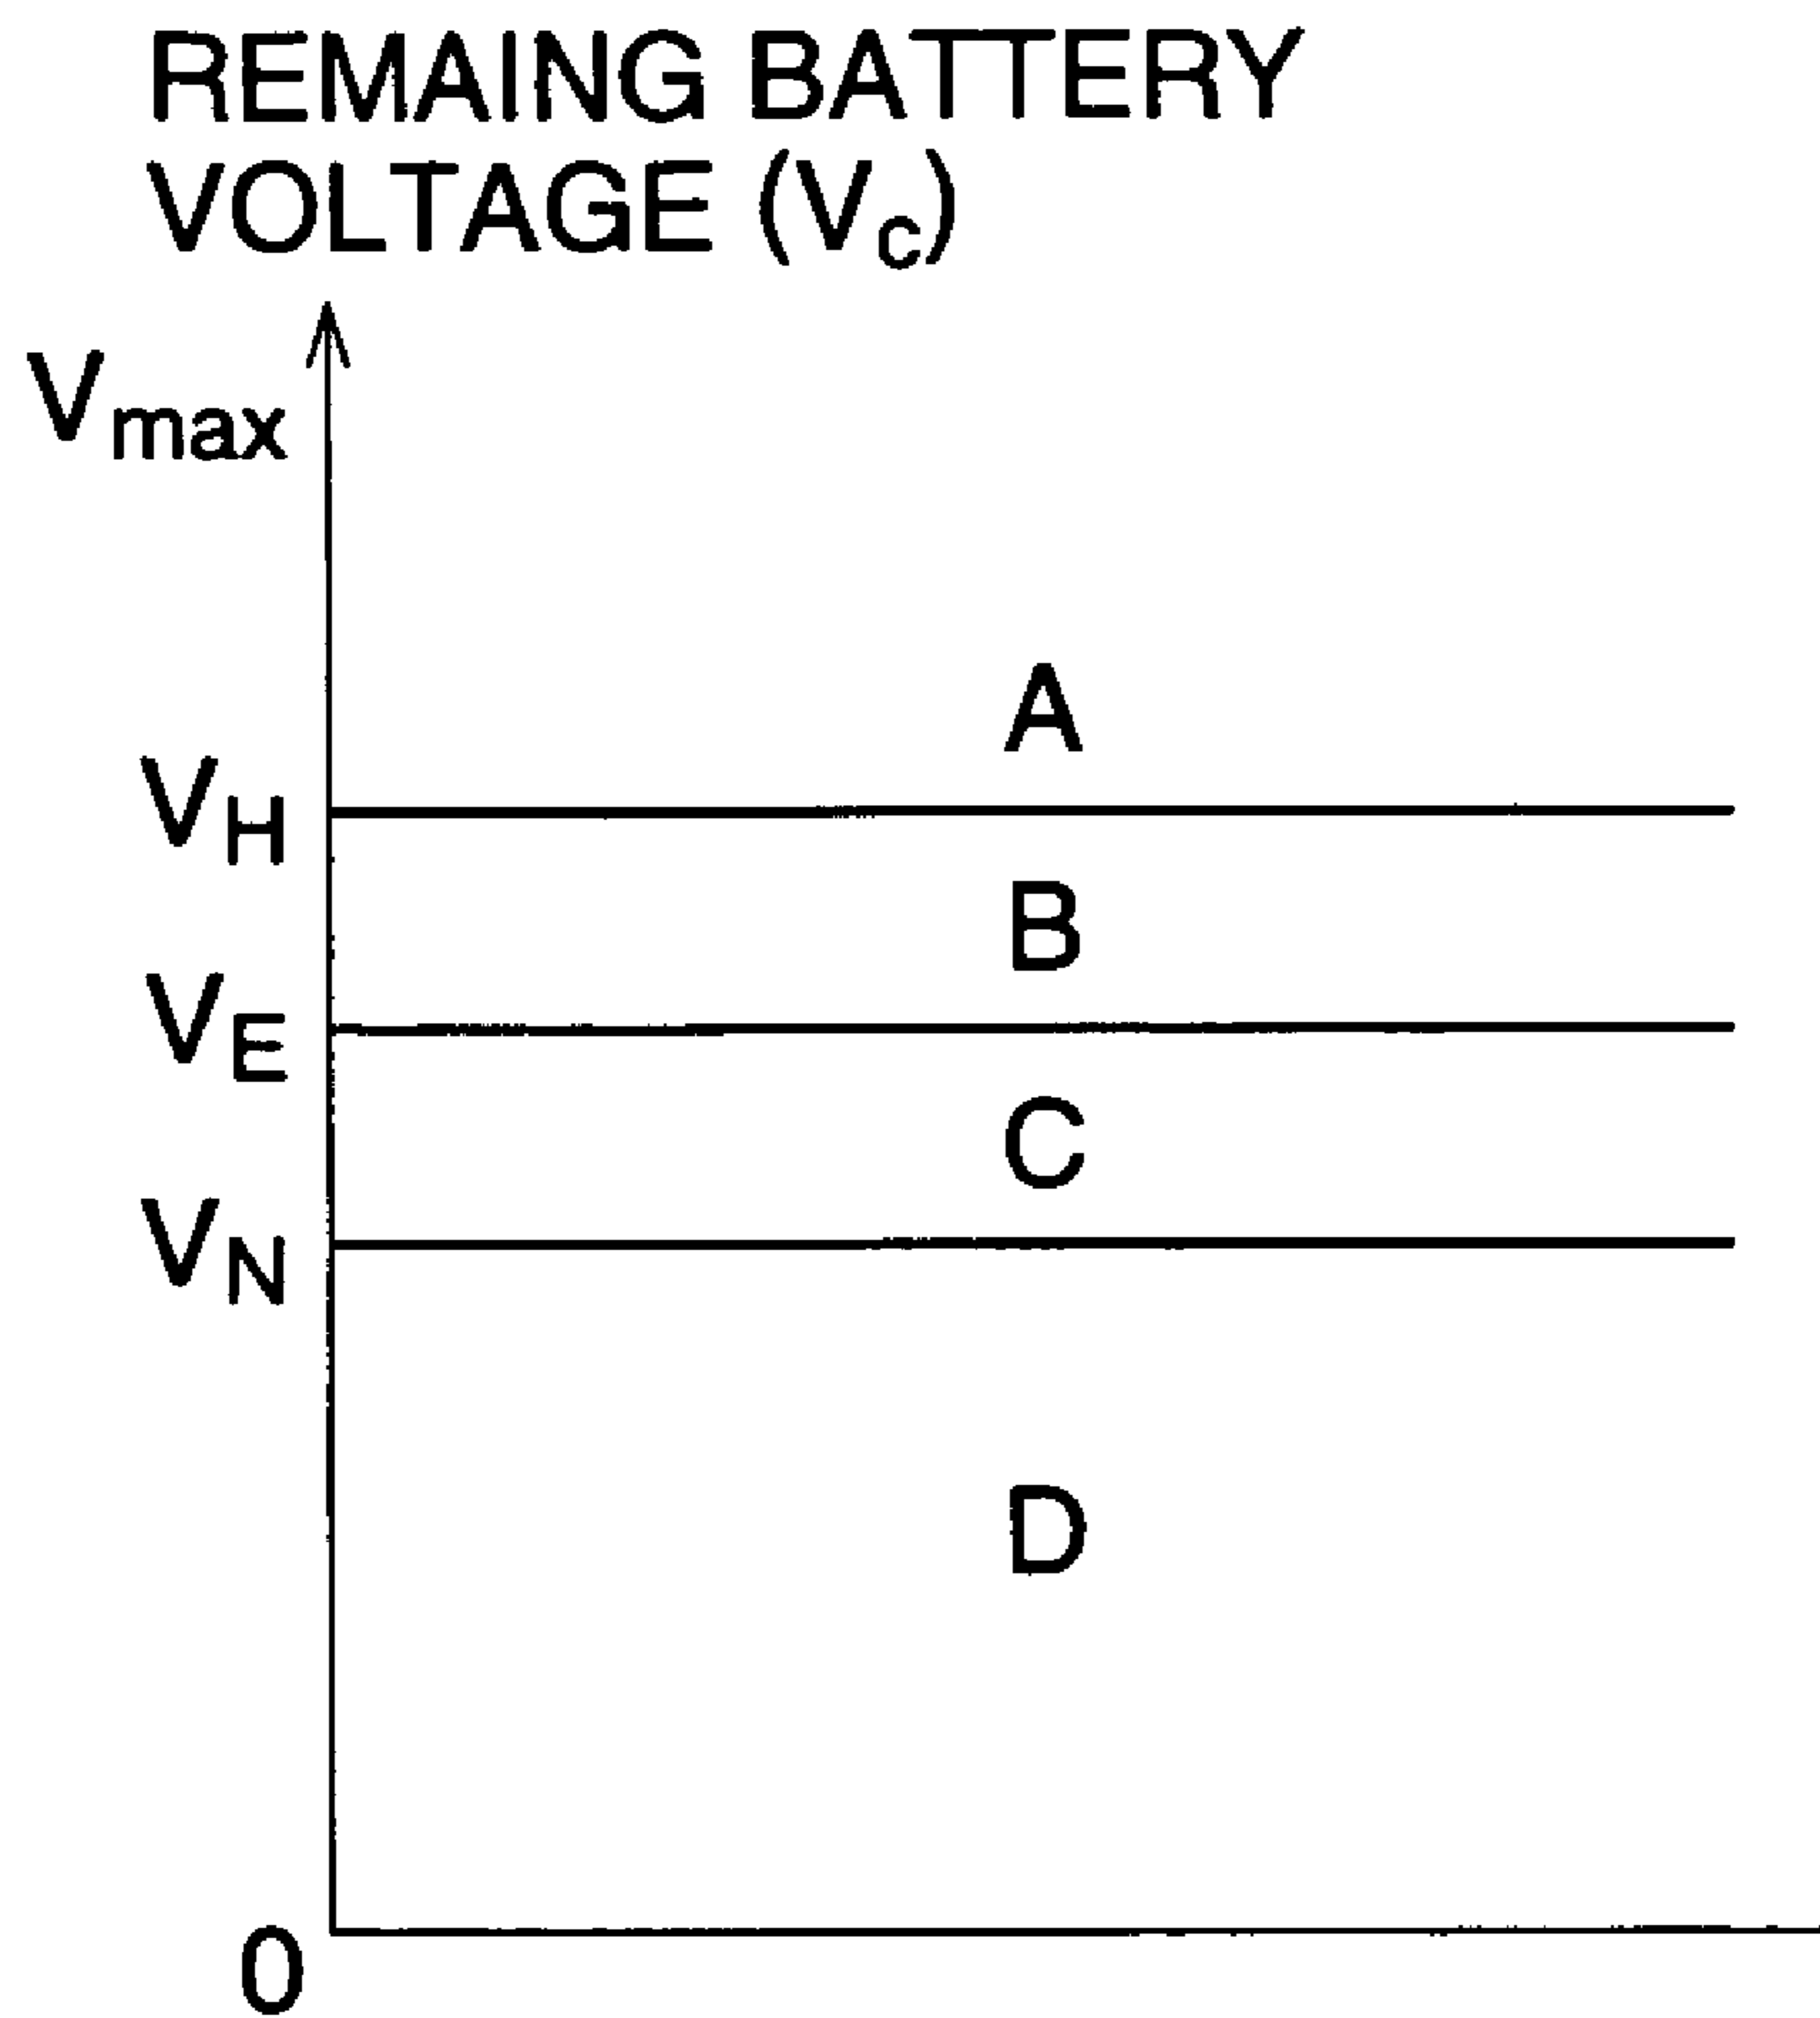 REMAING BATTERY
VOLTAGE (Vc)
Vmax
A
VH
B
VE
C
VN
D
0